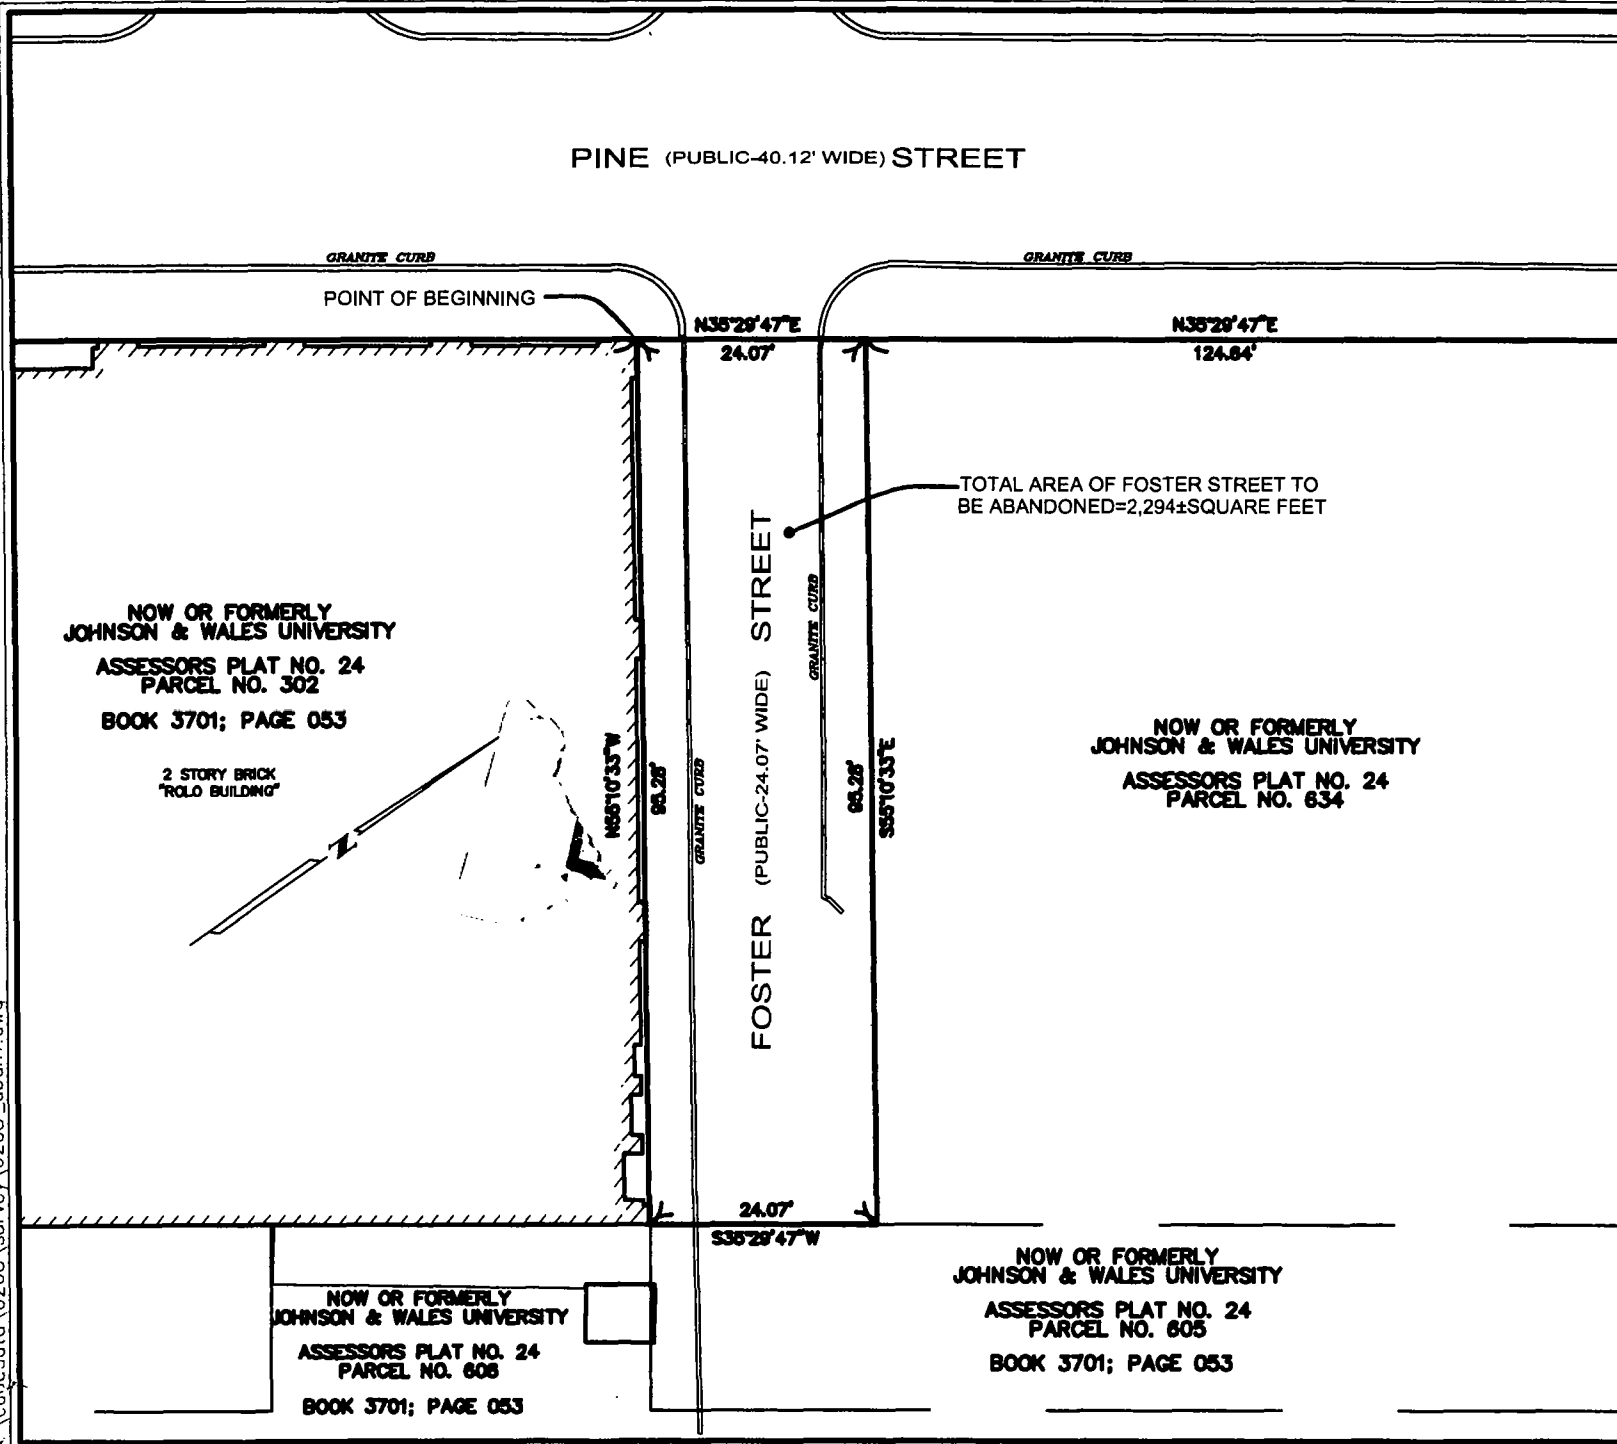 PINE (PUBLIC-40.12' WIDE) STREET
GRANITE CURB
GRANITE CURB
POINT OF BEGINNING
N35°29'47"E
24.07'
N35°29'47"E
124.64'
TOTAL AREA OF FOSTER STREET TO
BE ABANDONED=2,294±SQUARE FEET
FOSTER (PUBLIC-24.07' WIDE) STREET
GRANITE CURB
GRANITE CURB
NOW OR FORMERLY
JOHNSON & WALES UNIVERSITY
ASSESSORS PLAT NO. 24
PARCEL NO. 302
BOOK 3701; PAGE 053
2 STORY BRICK
"ROLO BUILDING"
Z
N55°10'33"W
95.28'
95.28'
S55°10'33"E
NOW OR FORMERLY
JOHNSON & WALES UNIVERSITY
ASSESSORS PLAT NO. 24
PARCEL NO. 634
24.07'
S35°29'47"W
NOW OR FORMERLY
JOHNSON & WALES UNIVERSITY
ASSESSORS PLAT NO. 24
PARCEL NO. 606
BOOK 3701; PAGE 053
NOW OR FORMERLY
JOHNSON & WALES UNIVERSITY
ASSESSORS PLAT NO. 24
PARCEL NO. 605
BOOK 3701; PAGE 053